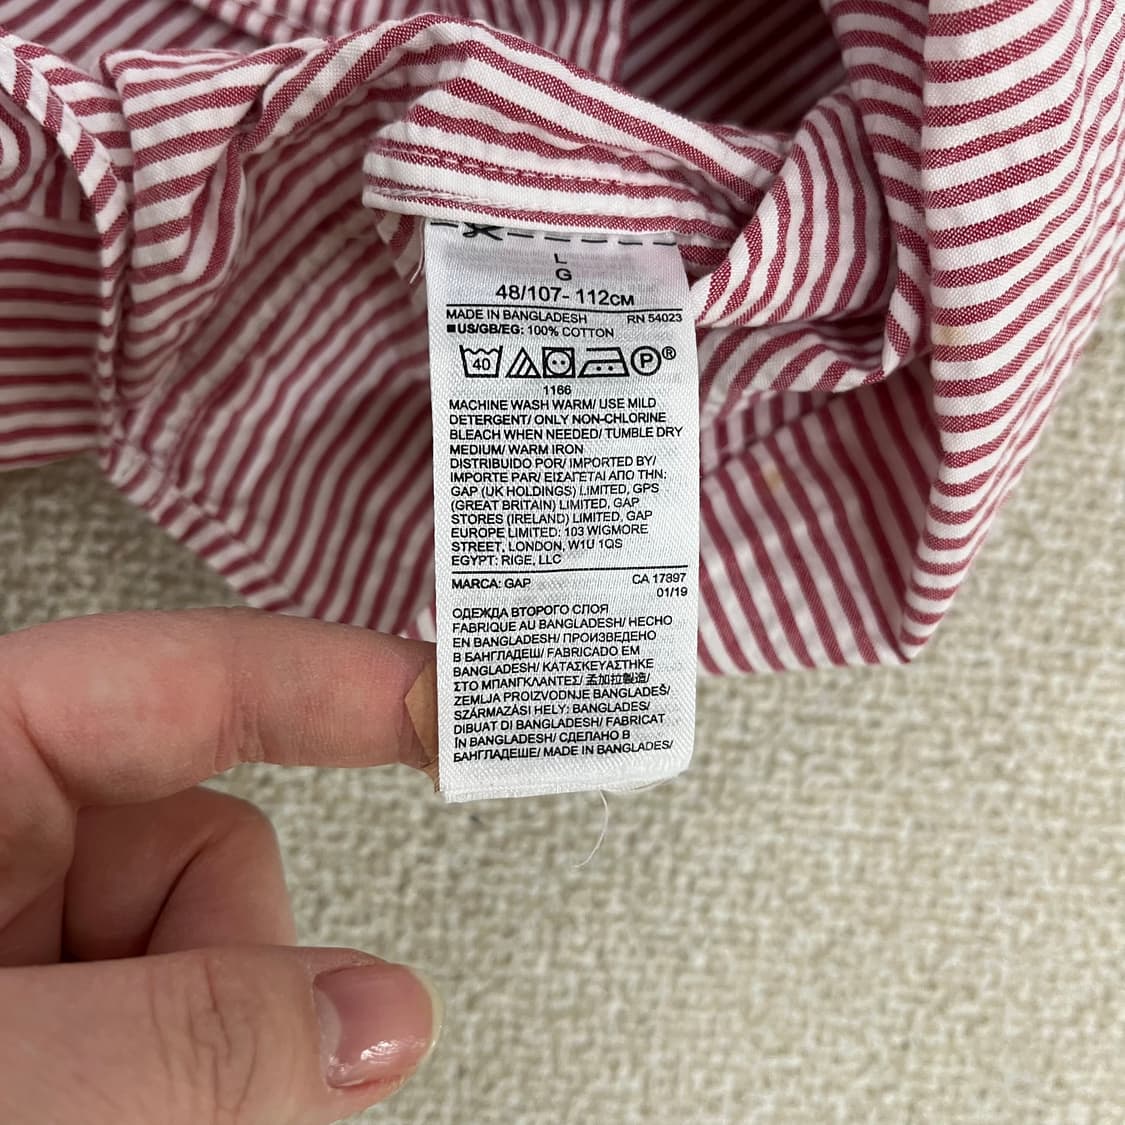 L
G
48/107- 112CM
MADE IN BANGLADESH RN 54023
■US/GB/EG: 100% COTTON
40 P ®
1166
MACHINE WASH WARM/ USE MILD
DETERGENT/ ONLY NON-CHLORINE
BLEACH WHEN NEEDED/ TUMBLE DRY
MEDIUM/ WARM IRON
DISTRIBUIDO POR/ IMPORTED BY/
IMPORTE PAR/ ΕΙΣΑΓΕΤΑΙ ΑΠΟ ΤΗΝ:
GAP (UK HOLDINGS) LIMITED, GPS
(GREAT BRITAIN) LIMITED, GAP
STORES (IRELAND) LIMITED, GAP
EUROPE LIMITED: 103 WIGMORE
STREET, LONDON, W1U 1QS
EGYPT: RIGE, LLC
MARCA: GAP CA 17897
01/19
ОДЕЖДА ВТОРОГО СЛОЯ
FABRIQUE AU BANGLADESH/ HECHO
EN BANGLADESH/ ПРОИЗВЕДЕНО
В БАНГЛАДЕШ/ FABRICADO EM
BANGLADESH/ ΚΑΤΑΣΚΕΥΑΣΤΗΚΕ
ΣΤΟ ΜΠΑΝΓΚΛΑΝΤΕΣ/ 孟加拉製造/
ZEMLJA PROIZVODNJE BANGLADEŠ/
SZÁRMAZÁSI HELY: BANGLADES/
DIBUAT DI BANGLADESH/ FABRICAT
ÎN BANGLADESH/ СДЕЛАНО В
БАНГЛАДЕШЕ/ MADE IN BANGLADES/